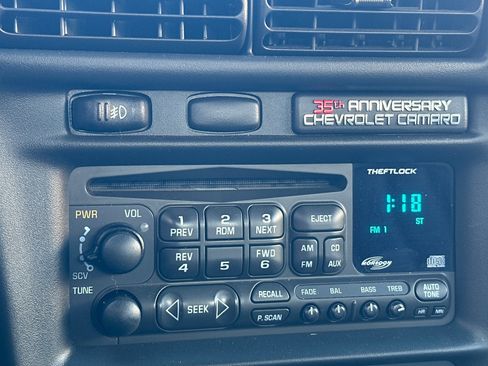 35th ANNIVERSARY
CHEVROLET CAMARO
THEFTLOCK
PWR VOL
1 PREV
2 RDM
3 NEXT
EJECT
1:18
ST
FM 1
REV 4
5
FWD 6
AM FM
CD AUX
SCV
TUNE
SEEK
RECALL
P.SCAN
FADE BAL BASS TREB
AUTO TONE
HR MN